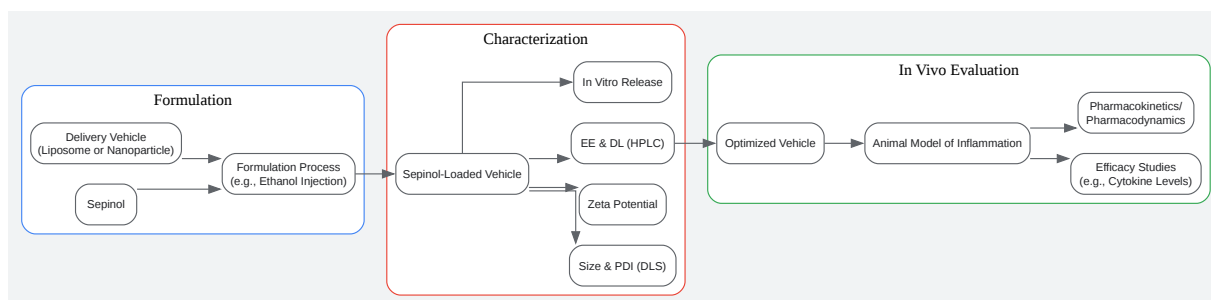 Formulation
Delivery Vehicle
(Liposome or Nanoparticle)
Sepinol
Formulation Process
(e.g., Ethanol Injection)
Characterization
Sepinol-Loaded Vehicle
In Vitro Release
EE & DL (HPLC)
Zeta Potential
Size & PDI (DLS)
In Vivo Evaluation
Optimized Vehicle
Animal Model of Inflammation
Pharmacokinetics/
Pharmacodynamics
Efficacy Studies
(e.g., Cytokine Levels)